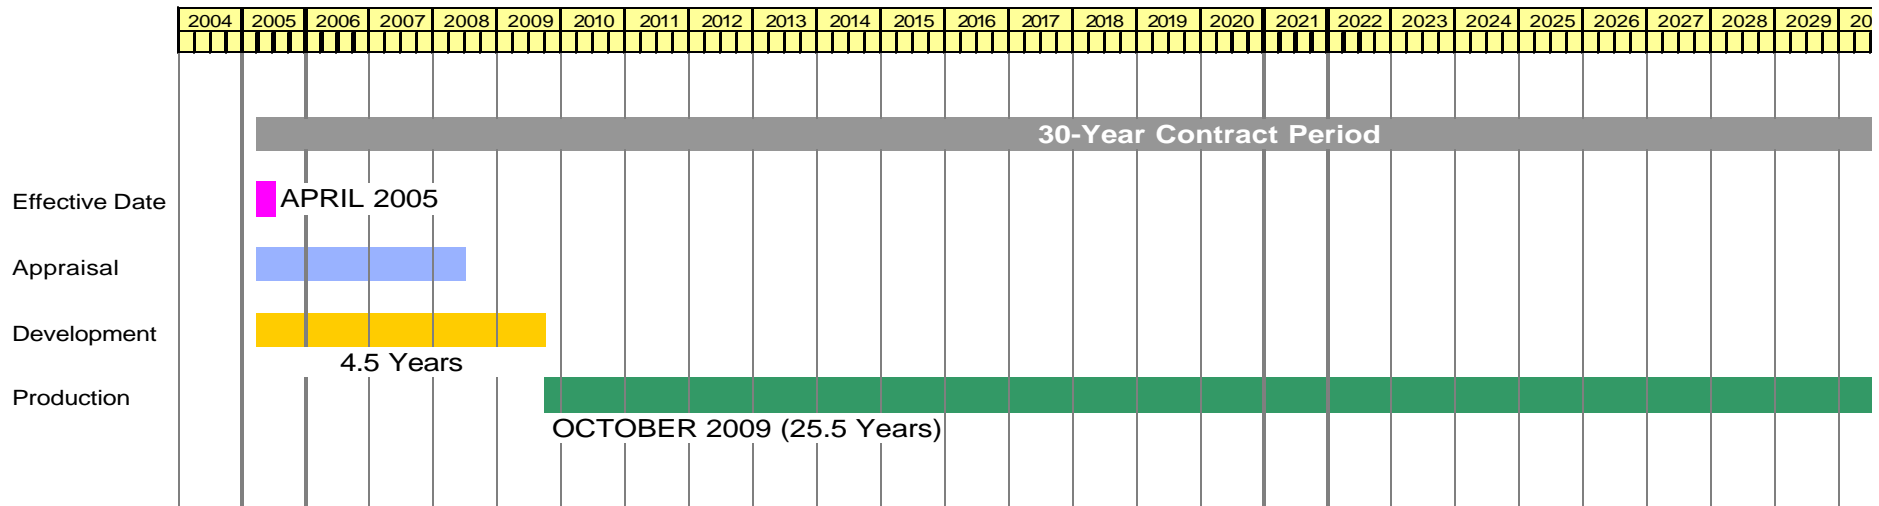 2004 2005 2006 2007 2008 2009 2010 2011 2012 2013 2014 2015 2016 2017 2018 2019 2020 2021 2022 2023 2024 2025 2026 2027 2028 2029 20
30-Year Contract Period
Effective Date APRIL 2005
Appraisal
Development
4.5 Years
Production
OCTOBER 2009 (25.5 Years)